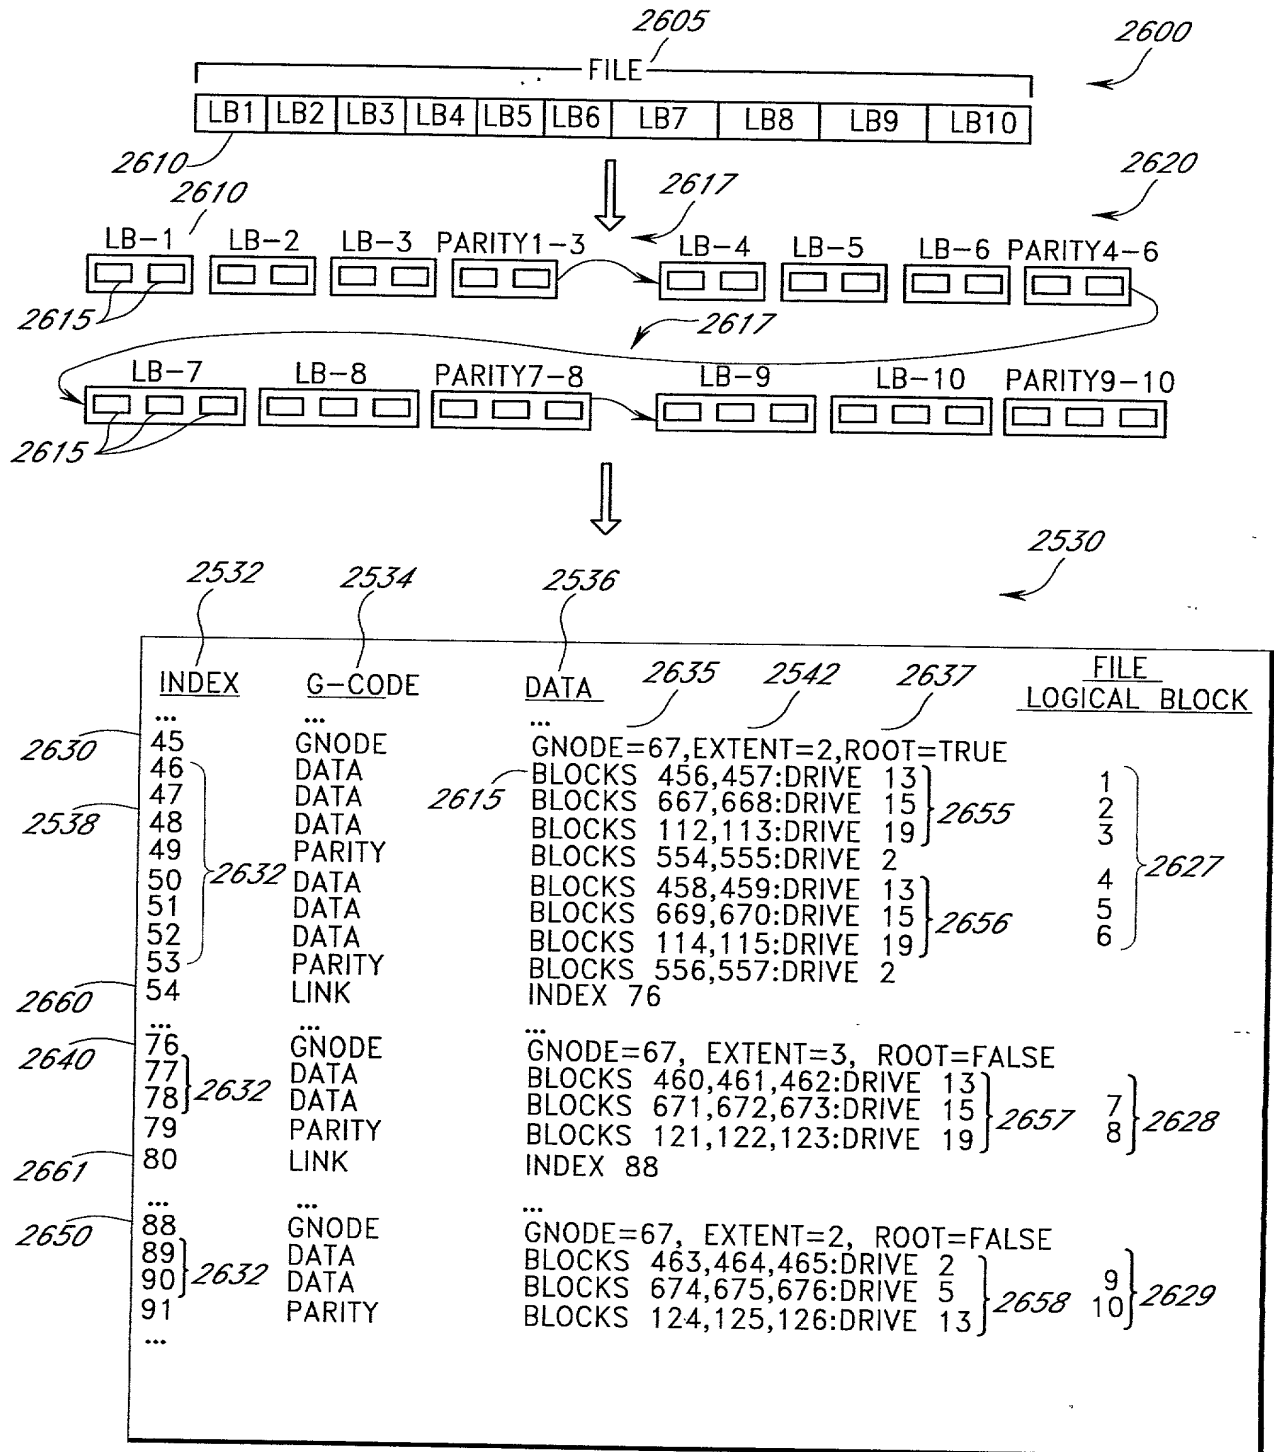 2605
2600
FILE
LB1 LB2 LB3 LB4 LB5 LB6 LB7 LB8 LB9 LB10
2610
2620
2610
2617
LB-1 LB-2 LB-3 PARITY1-3 LB-4 LB-5 LB-6 PARITY4-6
2615
2617
LB-7 LB-8 PARITY7-8 LB-9 LB-10 PARITY9-10
2615
2530
2532 2534 2536
2635 2542 2637
INDEX G-CODE DATA FILE
LOGICAL BLOCK
... ... ...
2630 45 GNODE GNODE=67,EXTENT=2,ROOT=TRUE
46 DATA 2615 BLOCKS 456,457:DRIVE 13 1
2538 47 DATA BLOCKS 667,668:DRIVE 15 2655 2
48 DATA BLOCKS 112,113:DRIVE 19 3
49 2632 PARITY BLOCKS 554,555:DRIVE 2 2627
50 DATA BLOCKS 458,459:DRIVE 13 4
51 DATA BLOCKS 669,670:DRIVE 15 2656 5
52 DATA BLOCKS 114,115:DRIVE 19 6
53 PARITY BLOCKS 556,557:DRIVE 2
2660 54 LINK INDEX 76
... ... ...
2640 76 GNODE GNODE=67, EXTENT=3, ROOT=FALSE
77 2632 DATA BLOCKS 460,461,462:DRIVE 13
78 DATA BLOCKS 671,672,673:DRIVE 15 2657 7 2628
79 PARITY BLOCKS 121,122,123:DRIVE 19 8
2661 80 LINK INDEX 88
... ... ...
2650 88 GNODE GNODE=67, EXTENT=2, ROOT=FALSE
89 2632 DATA BLOCKS 463,464,465:DRIVE 2 9
90 DATA BLOCKS 674,675,676:DRIVE 5 2658 10 2629
91 PARITY BLOCKS 124,125,126:DRIVE 13
...